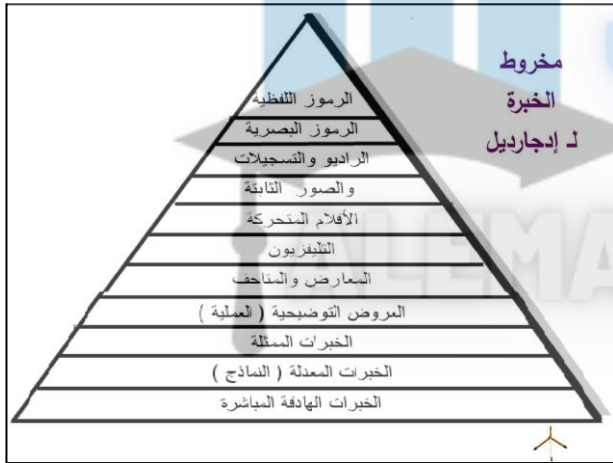 مخروط
الخبرة
لـ إدجارديل
الرموز اللفظية
الرموز البصرية
الراديو والتسجيلات
والصور الثابتة
الأفلام المتحركة
التليفزيون
المعارض والمتاحف
العروض التوضيحية ( العملية )
الخبرات الممثلة
الخبرات المعدلة ( النماذج )
الخبرات الهادفة المباشرة
ALEMA